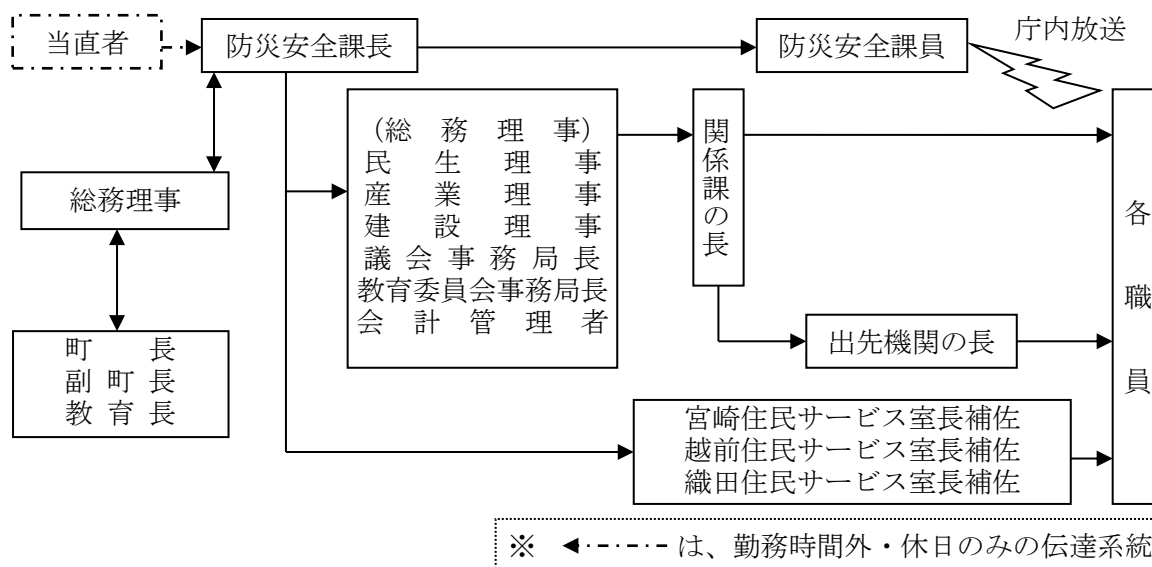 当直者
防災安全課長
防災安全課員
庁内放送
総務理事
町長
副町長
教育長
(総務理事)
民生理事
産業理事
建設理事
議会事務局長
教育委員会事務局長
会計管理者
関係課の長
出先機関の長
宮崎住民サービス室長補佐
越前住民サービス室長補佐
織田住民サービス室長補佐
各職員
※ は、勤務時間外・休日のみの伝達系統